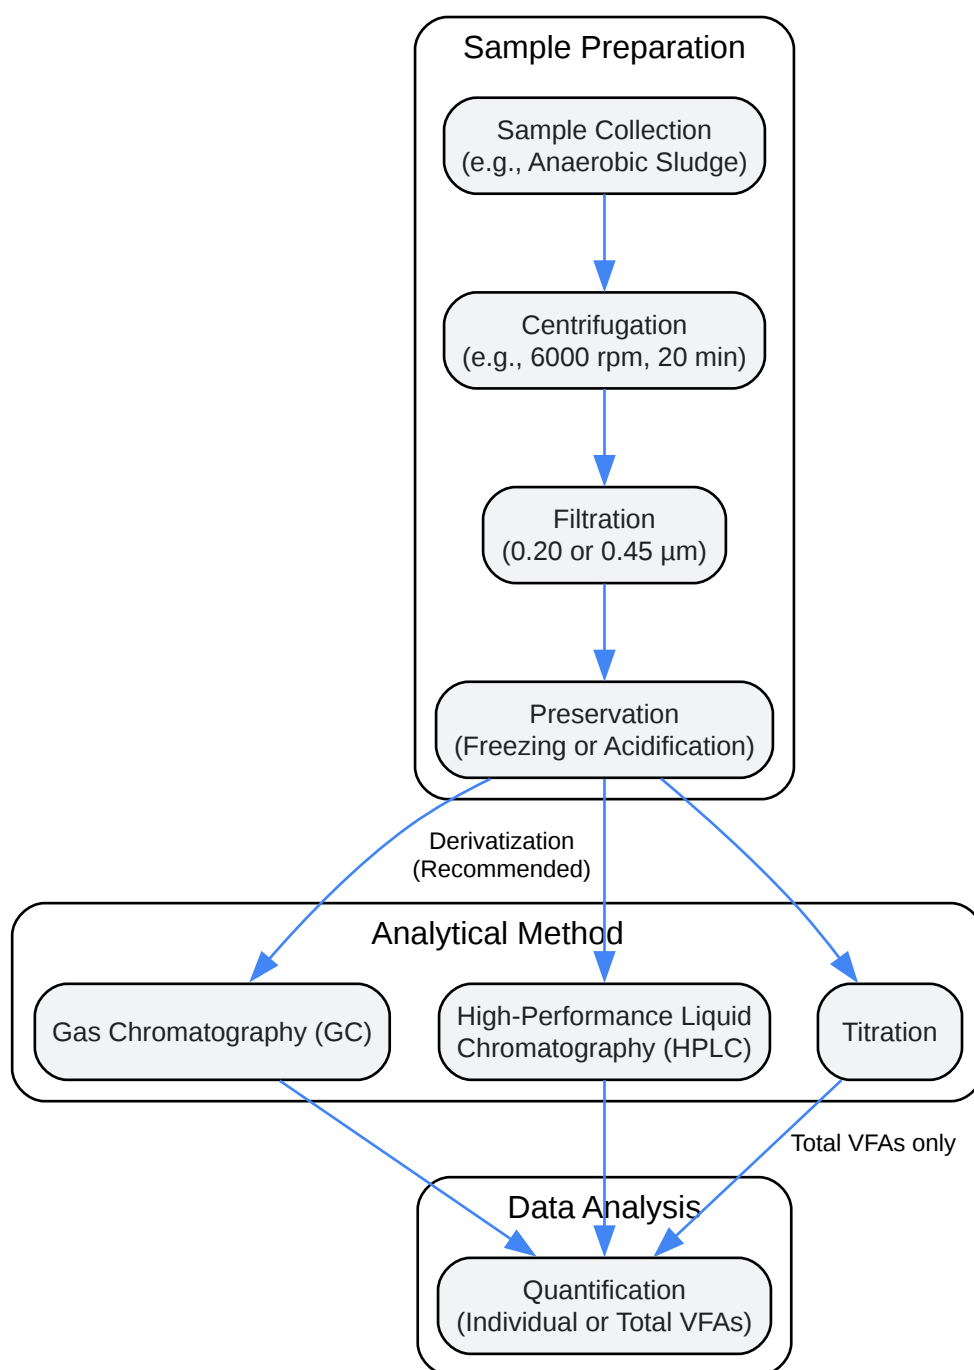 Sample Preparation
Sample Collection
(e.g., Anaerobic Sludge)
Centrifugation
(e.g., 6000 rpm, 20 min)
Filtration
(0.20 or 0.45 µm)
Preservation
(Freezing or Acidification)
Derivatization
(Recommended)
Analytical Method
Gas Chromatography (GC)
High-Performance Liquid
Chromatography (HPLC)
Titration
Total VFAs only
Data Analysis
Quantification
(Individual or Total VFAs)